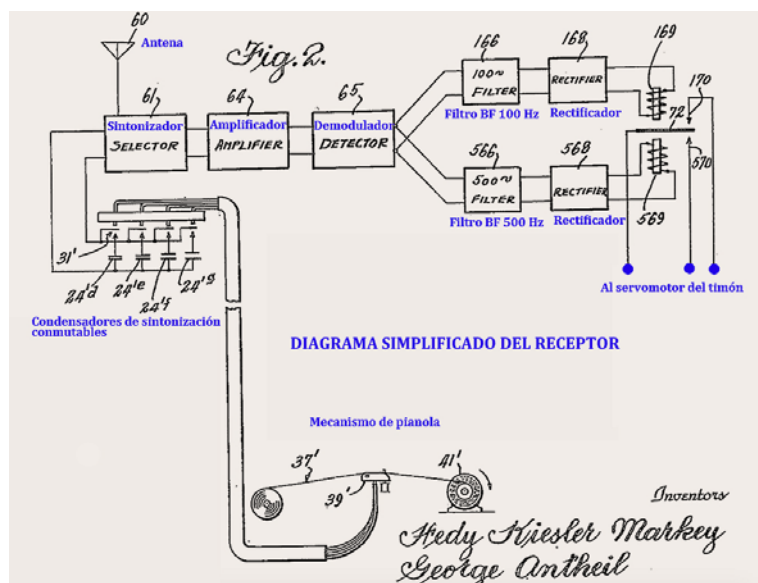 60
Antena
Fig.2.
61
Sintonizador
SELECTOR
64
Amplificador
AMPLIFIER
65
Demodulador
DETECTOR
166
100~
FILTER
Filtro BF 100 Hz
168
RECTIFIER
Rectificador
169
170
72
570
566
500~
FILTER
Filtro BF 500 Hz
568
RECTIFIER
Rectificador
569
Al servomotor del timón
31'
24'd
24'e
24'f
24'g
Condensadores de sintonización
conmutables
DIAGRAMA SIMPLIFICADO DEL RECEPTOR
Mecanismo de pianola
37'
39'
41'
Inventors
Hedy Kiesler Markey
George Antheil